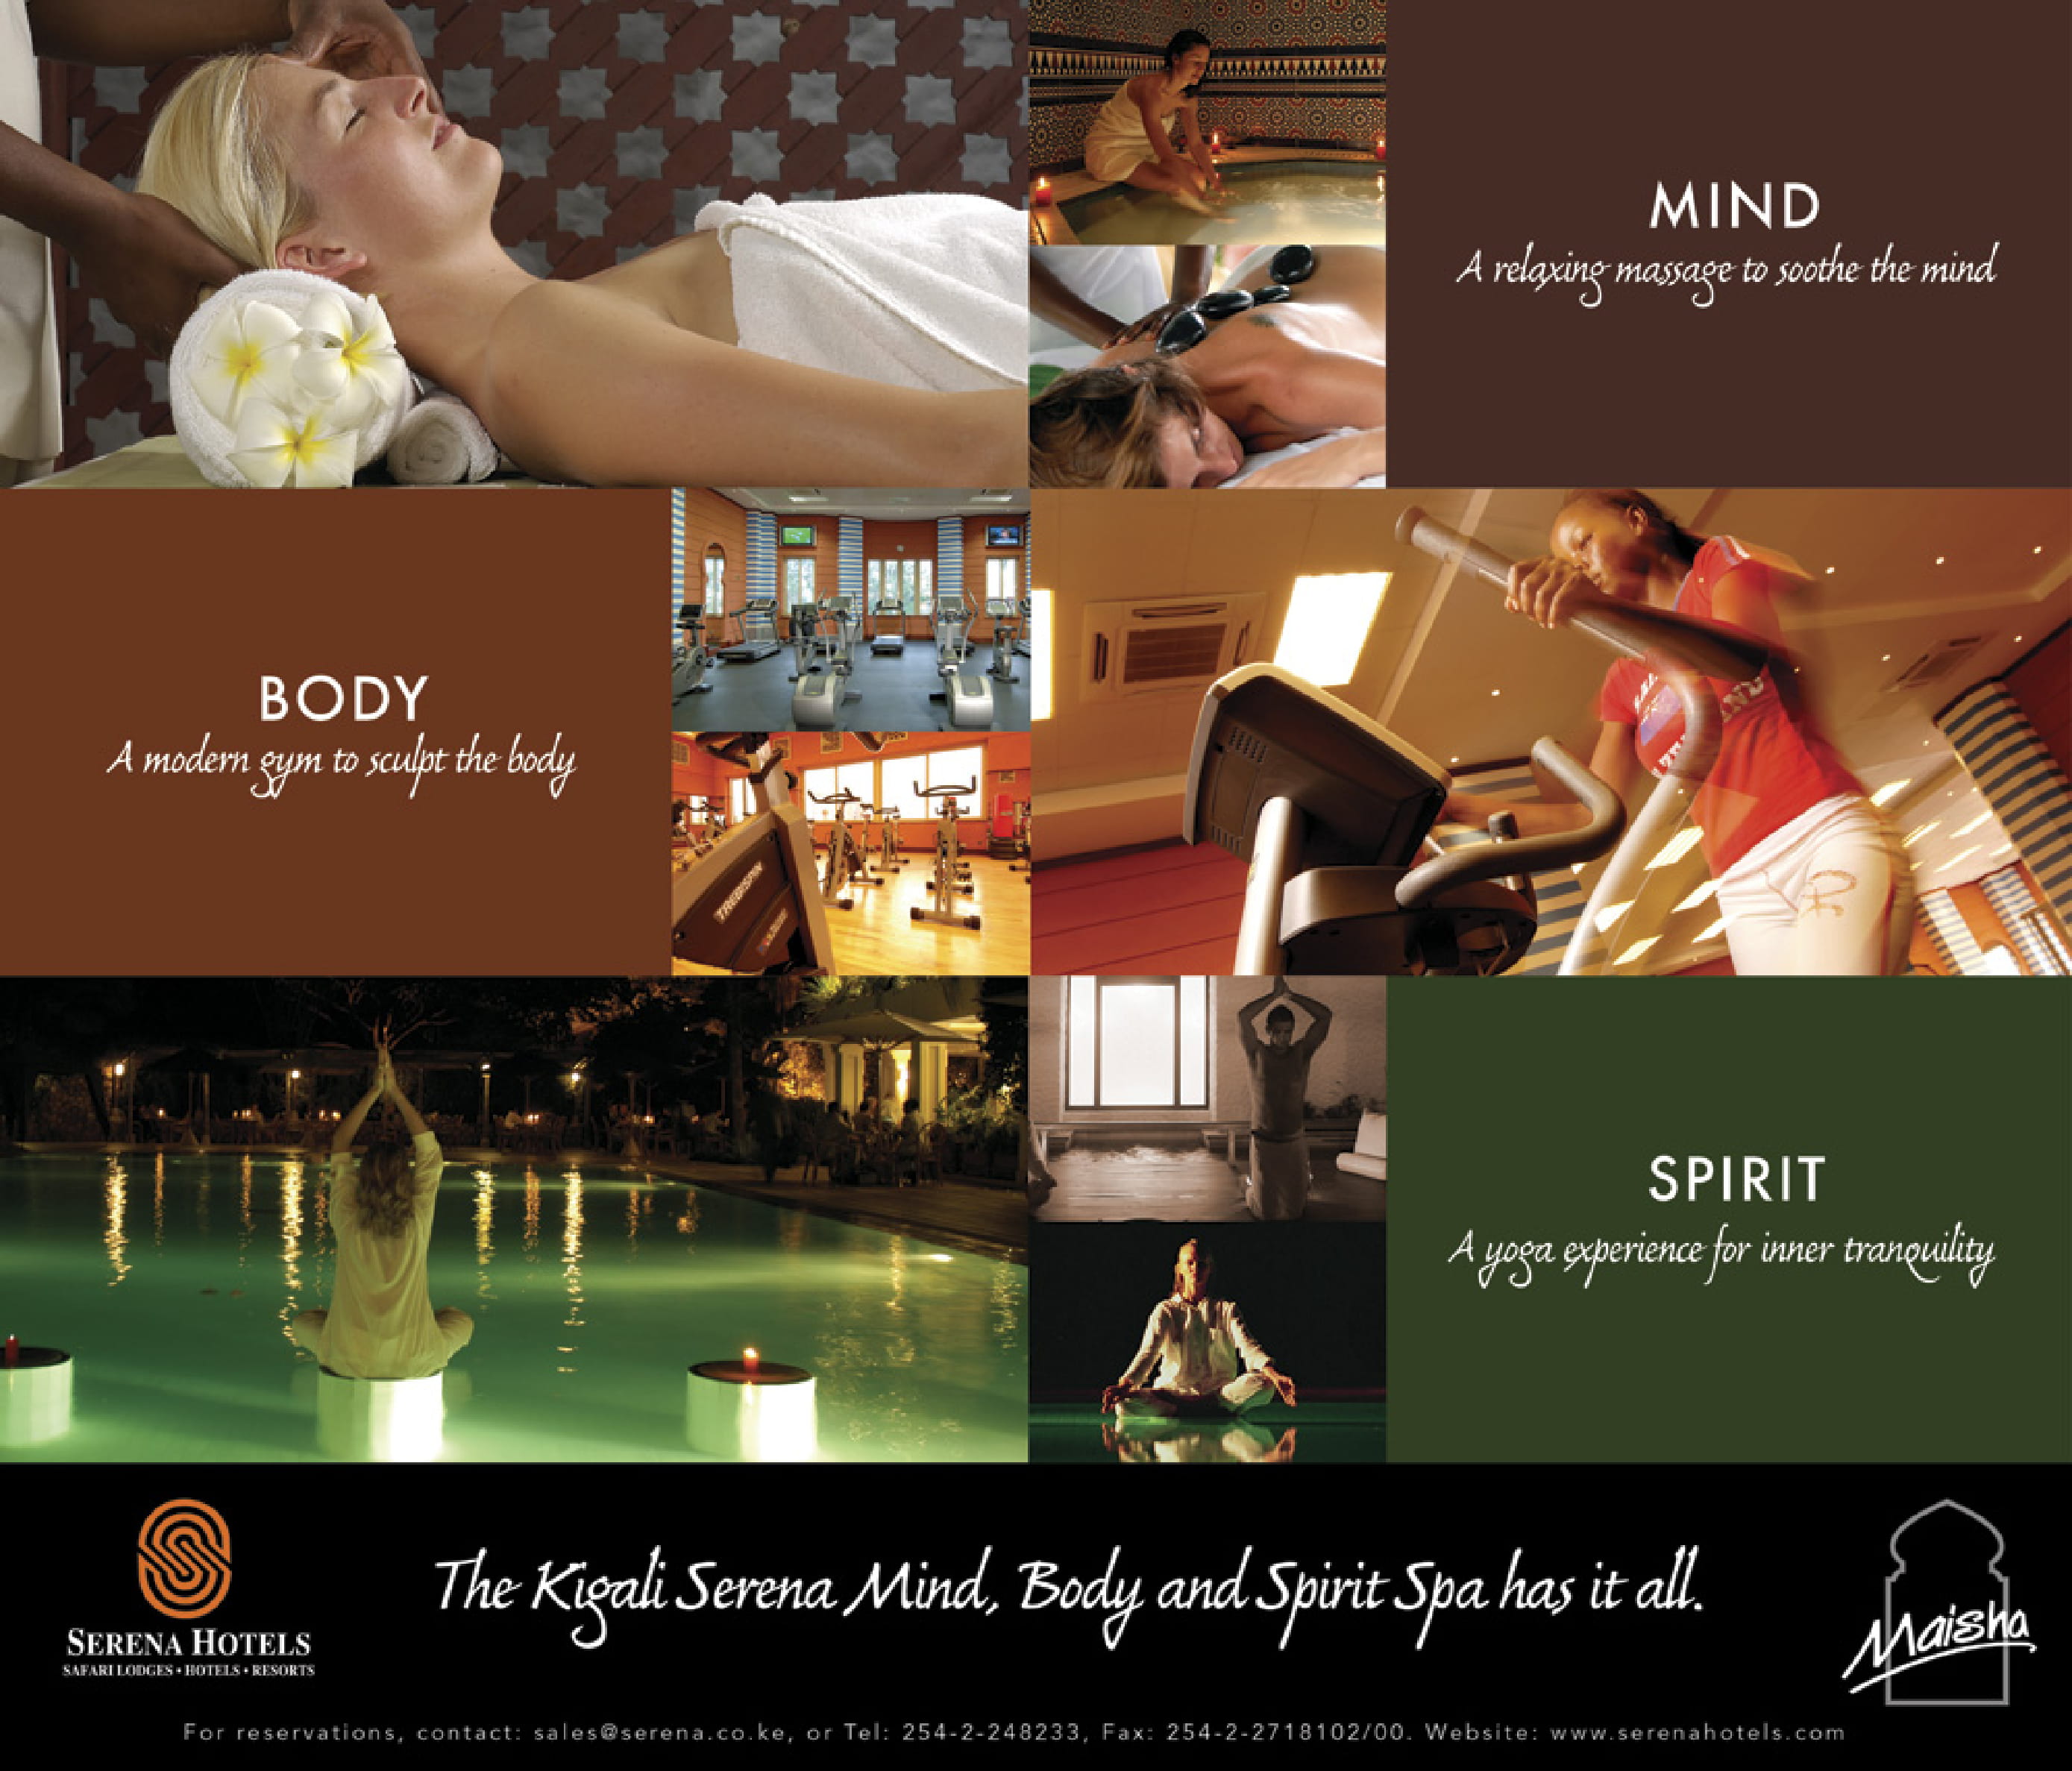 MIND
A relaxing massage to soothe the mind
BODY
A modern gym to sculpt the body
TREDISPIN
SPIRIT
A yoga experience for inner tranquility
SERENA HOTELS
SAFARI LODGES • HOTELS • RESORTS
The Kigali Serena Mind, Body and Spirit Spa has it all.
Maisha
For reservations, contact: sales@serena.co.ke, or Tel: 254-2-248233, Fax: 254-2-2718102/00. Website: www.serenahotels.com